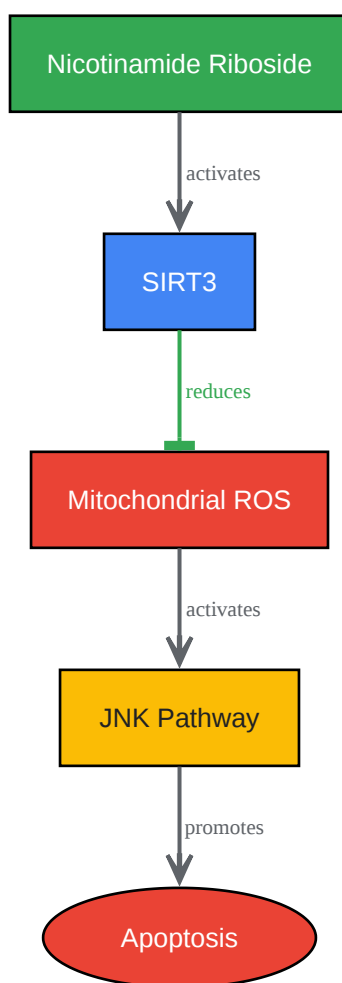 Nicotinamide Riboside
activates
SIRT3
reduces
Mitochondrial ROS
activates
JNK Pathway
promotes
Apoptosis